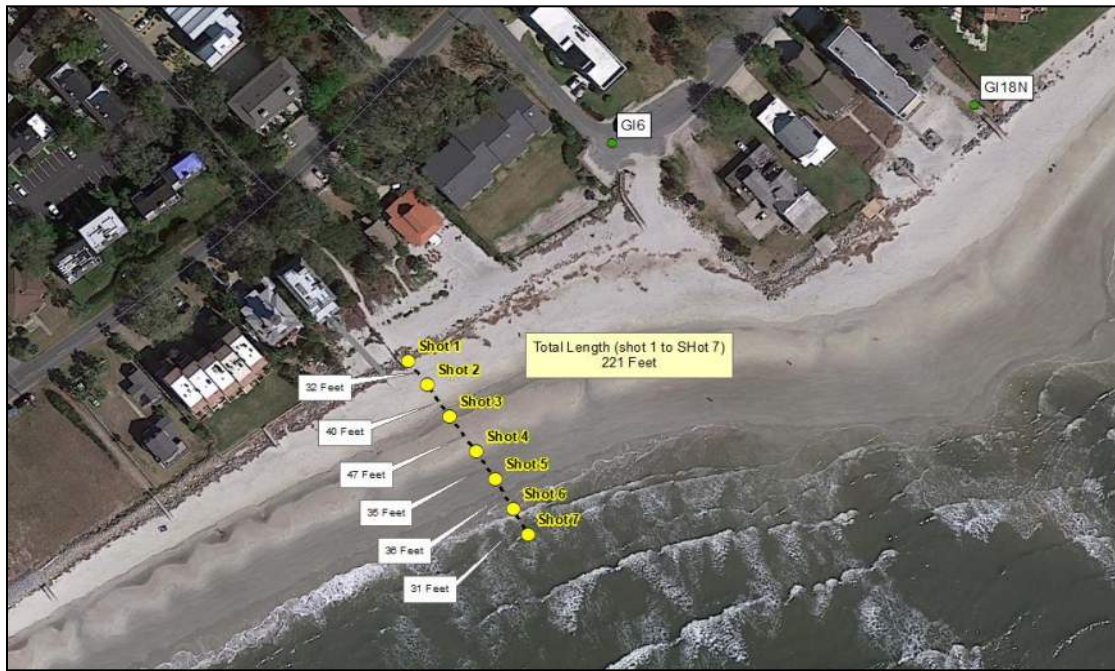 GI18N
GI6
Total Length (shot 1 to SHot 7)
221 Feet
Shot 1
Shot 2
32 Feet
Shot 3
40 Feet
Shot 4
47 Feet
Shot 5
35 Feet
Shot 6
36 Feet
Shot 7
31 Feet